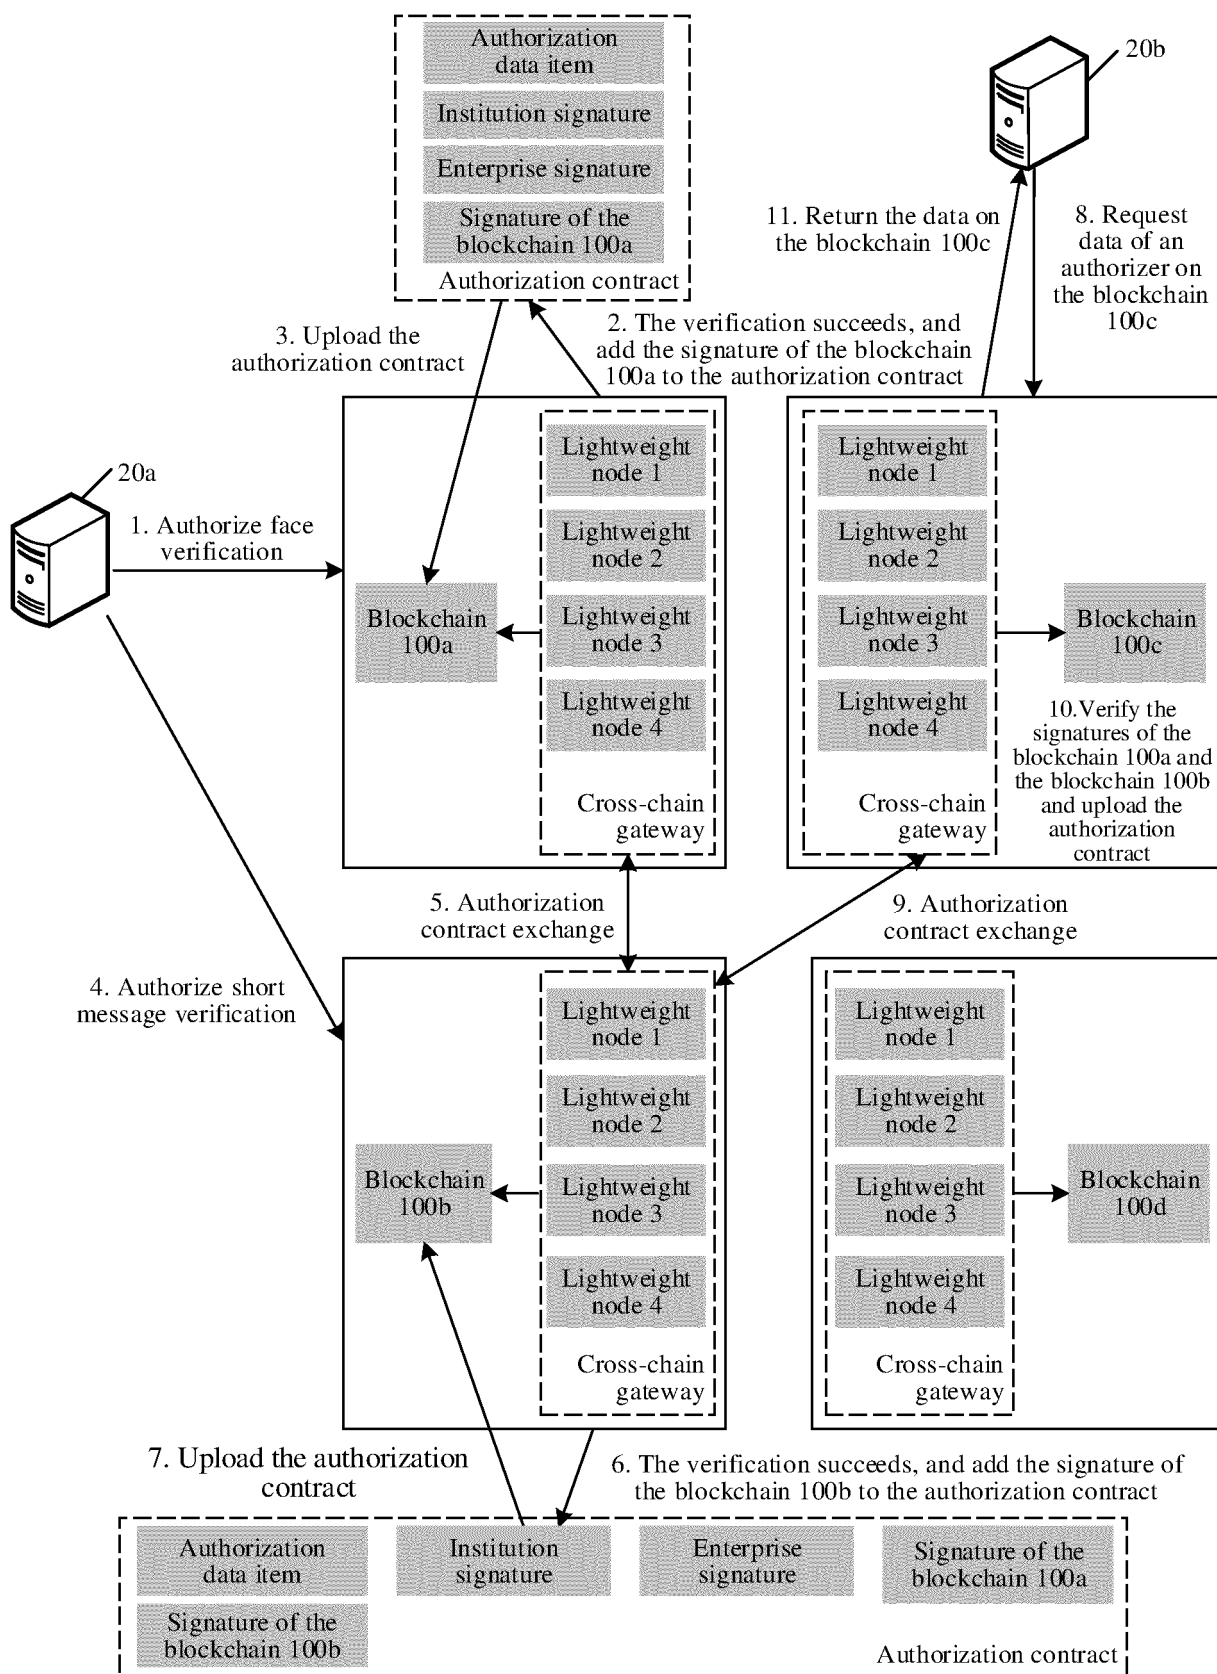 Authorization
data item
Institution signature
Enterprise signature
Signature of the
blockchain 100a
Authorization contract
20b
11. Return the data on
the blockchain 100c
8. Request
data of an
authorizer on
the blockchain
100c
3. Upload the
authorization contract
2. The verification succeeds, and
add the signature of the blockchain
100a to the authorization contract
20a
1. Authorize face
verification
Blockchain
100a
Lightweight
node 1
Lightweight
node 2
Lightweight
node 3
Lightweight
node 4
Cross-chain
gateway
Lightweight
node 1
Lightweight
node 2
Lightweight
node 3
Lightweight
node 4
Cross-chain
gateway
Blockchain
100c
10.Verify the
signatures of the
blockchain 100a and
the blockchain 100b
and upload the
authorization
contract
5. Authorization
contract exchange
9. Authorization
contract exchange
4. Authorize short
message verification
Blockchain
100b
Lightweight
node 1
Lightweight
node 2
Lightweight
node 3
Lightweight
node 4
Cross-chain
gateway
Lightweight
node 1
Lightweight
node 2
Lightweight
node 3
Lightweight
node 4
Cross-chain
gateway
Blockchain
100d
7. Upload the authorization
contract
6. The verification succeeds, and add the signature of
the blockchain 100b to the authorization contract
Authorization
data item
Institution
signature
Enterprise
signature
Signature of the
blockchain 100a
Signature of the
blockchain 100b
Authorization contract